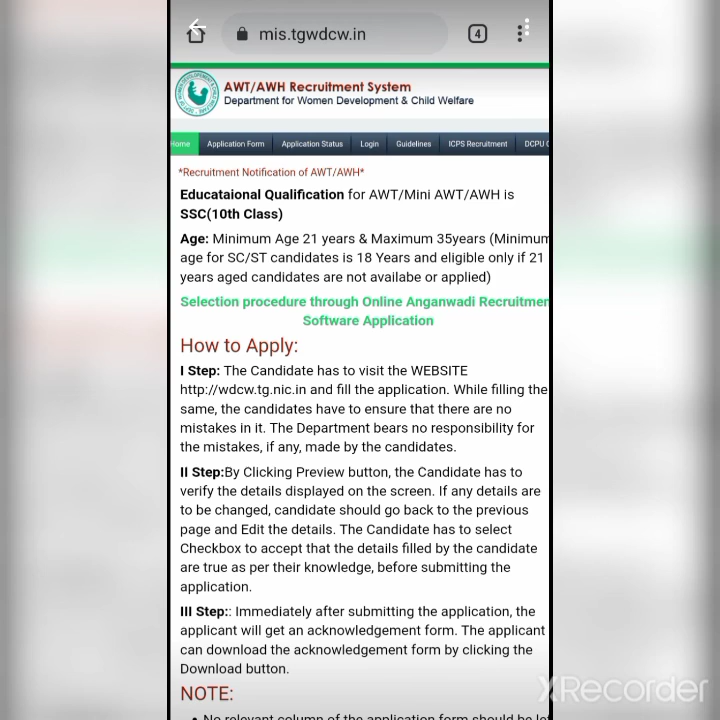 mis.tgwdcw.in
4
AWT/AWH Recruitment System
Department for Women Development & Child Welfare
Home Application Form Application Status Login Guidelines ICPS Recruitment DCPU
*Recruitment Notification of AWT/AWH*
Educataional Qualification for AWT/Mini AWT/AWH is
SSC(10th Class)
Age: Minimum Age 21 years & Maximum 35years (Minimum
age for SC/ST candidates is 18 Years and eligible only if 21
years aged candidates are not availabe or applied)
Selection procedure through Online Anganwadi Recruitmen
Software Application
How to Apply:
I Step: The Candidate has to visit the WEBSITE
http://wdcw.tg.nic.in and fill the application. While filling the
same, the candidates have to ensure that there are no
mistakes in it. The Department bears no responsibility for
the mistakes, if any, made by the candidates.
II Step:By Clicking Preview button, the Candidate has to
verify the details displayed on the screen. If any details are
to be changed, candidate should go back to the previous
page and Edit the details. The Candidate has to select
Checkbox to accept that the details filled by the candidate
are true as per their knowledge, before submitting the
application.
III Step:: Immediately after submitting the application, the
applicant will get an acknowledgement form. The applicant
can download the acknowledgement form by clicking the
Download button.
NOTE:
• No relevant column of the application form should be
XRecorder